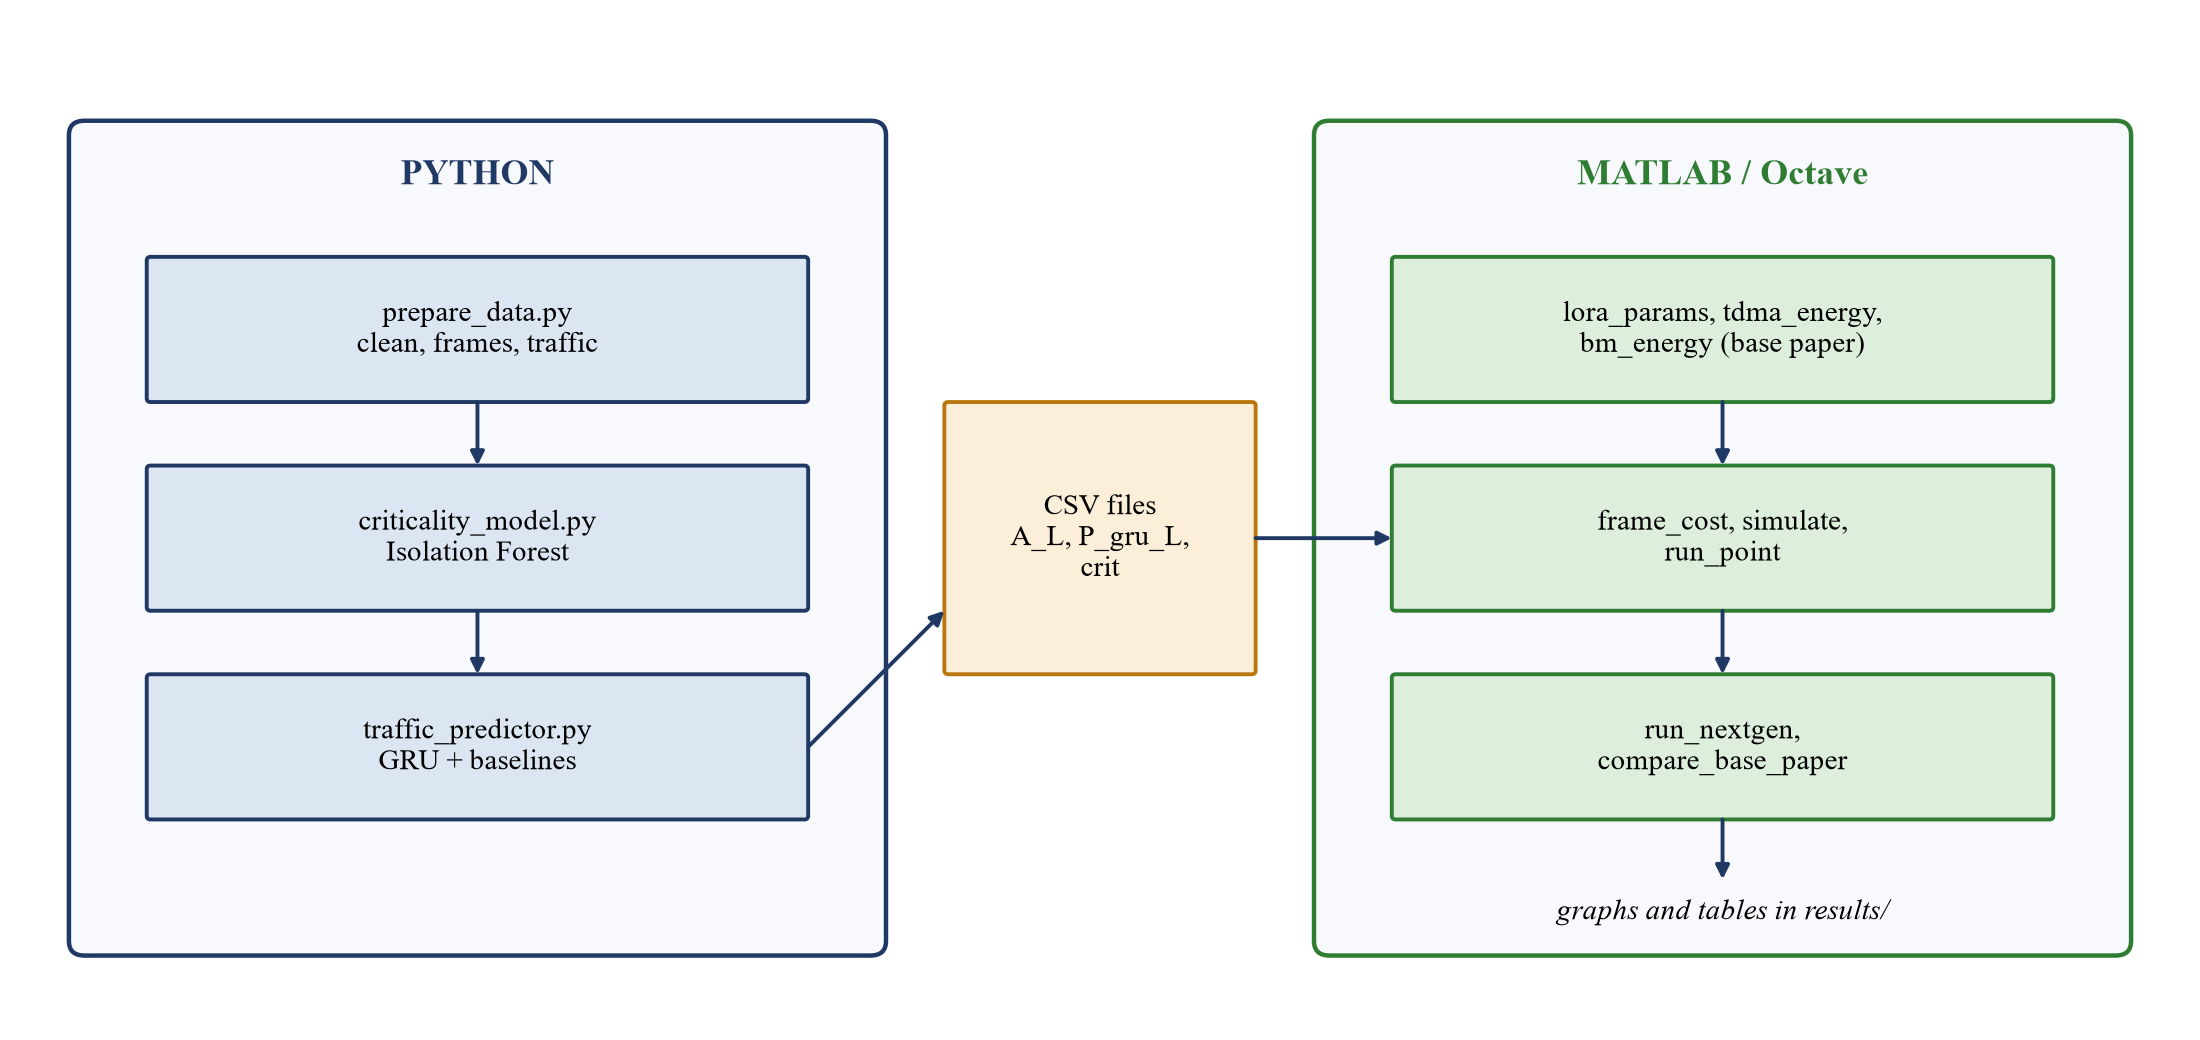 PYTHON
prepare_data.py
clean, frames, traffic
criticality_model.py
Isolation Forest
traffic_predictor.py
GRU + baselines
CSV files
A_L, P_gru_L,
crit
MATLAB / Octave
lora_params, tdma_energy,
bm_energy (base paper)
frame_cost, simulate,
run_point
run_nextgen,
compare_base_paper
graphs and tables in results/